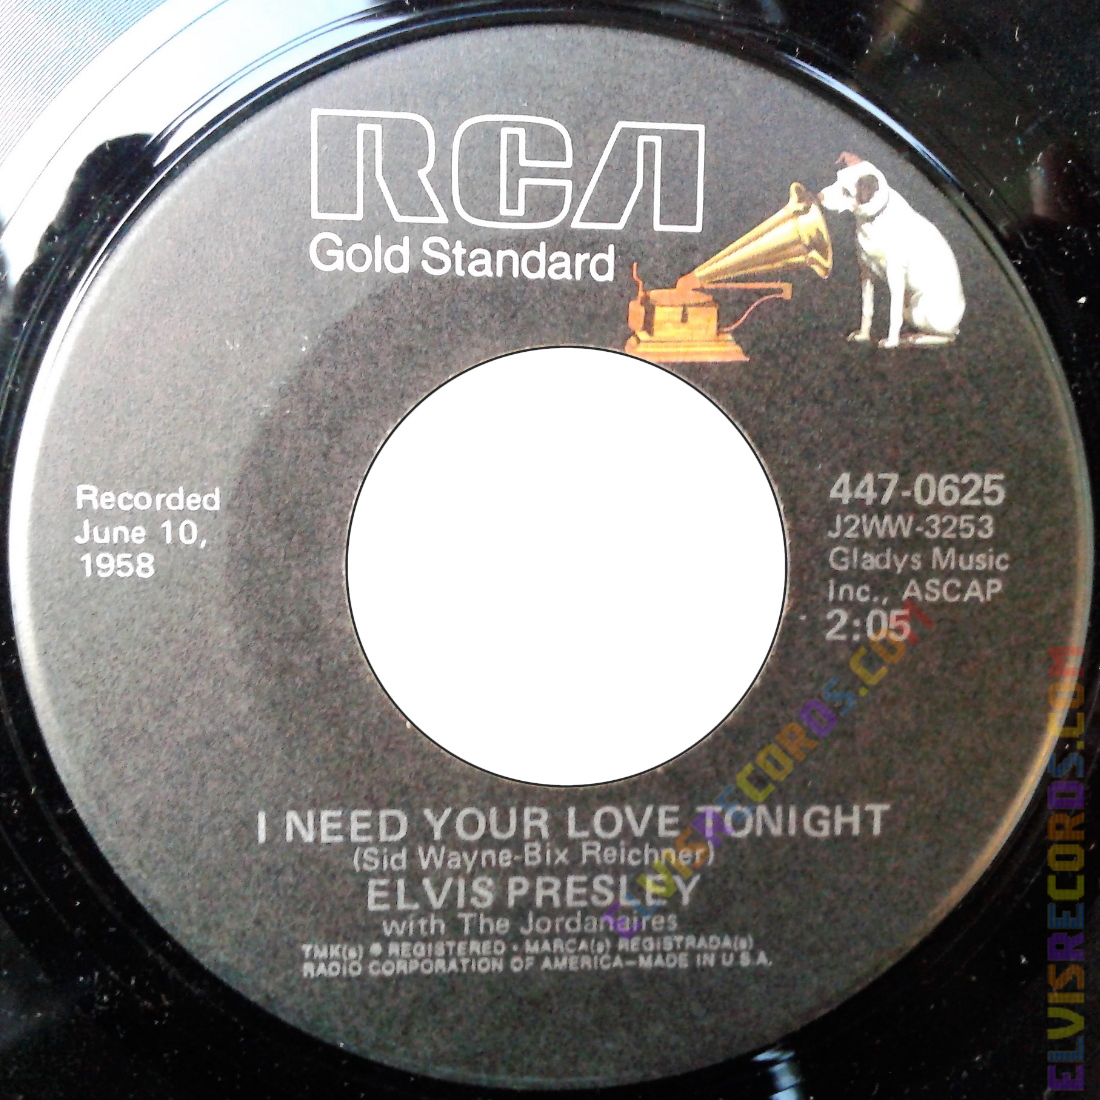 RCA
Gold Standard
Recorded
June 10,
1958
447-0625
J2WW-3253
Gladys Music
Inc., ASCAP
2:05
I NEED YOUR LOVE TONIGHT
(Sid Wayne-Bix Reichner)
ELVIS PRESLEY
with The Jordanaires
TMK(s) ® REGISTERED • MARCA(s) REGISTRADA(s)
RADIO CORPORATION OF AMERICA—MADE IN U.S.A.
ELVISRECORDS.COM
ELVISRECORDS.COM